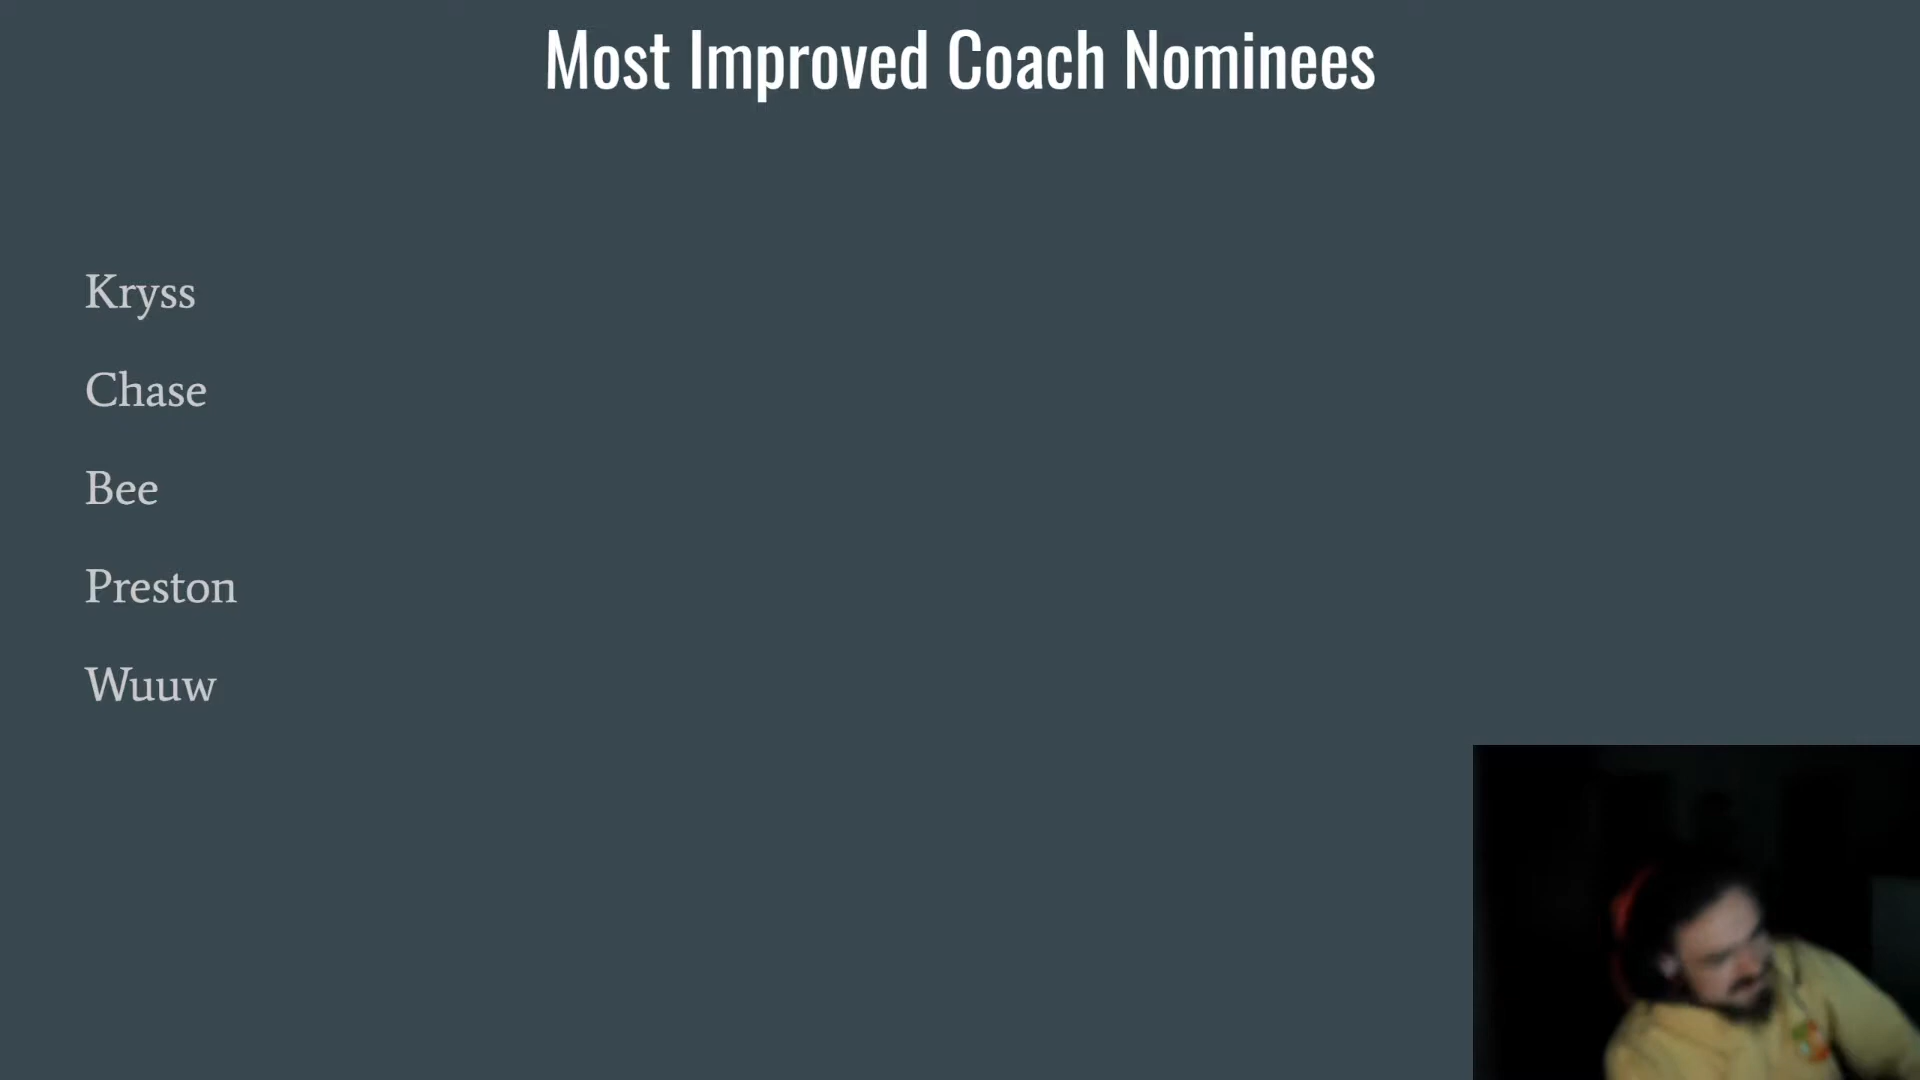 Most Improved Coach Nominees
Kryss
Chase
Bee
Preston
Wuuw